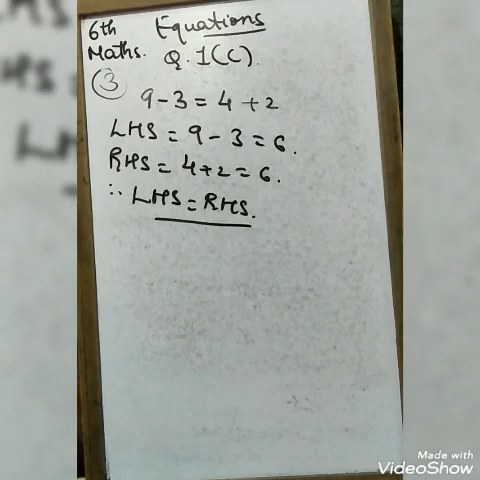 6th Equations
Maths. Q.1(C).
3
9-3=4+2
LHS = 9 - 3 = 6.
RHS = 4+2 = 6.
∴ LHS = RHS.
Made with
VideoShow